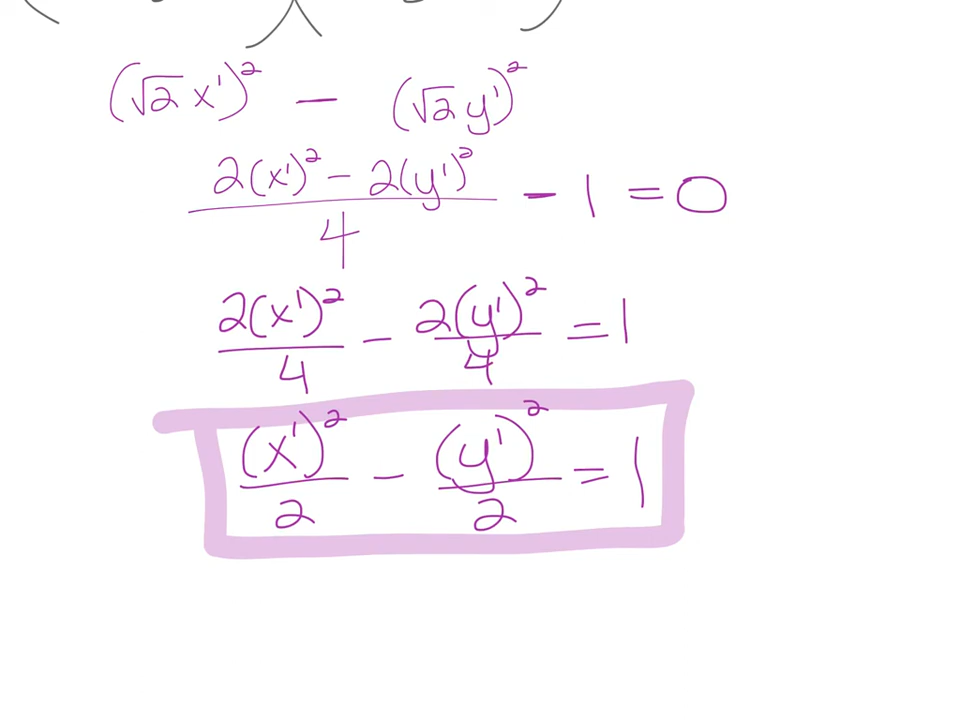 (√2 x')² − (√2 y')²
2(x')² − 2(y')² / 4 − 1 = 0
2(x')² / 4 − 2(y')² / 4 = 1
(x')² / 2 − (y')² / 2 = 1